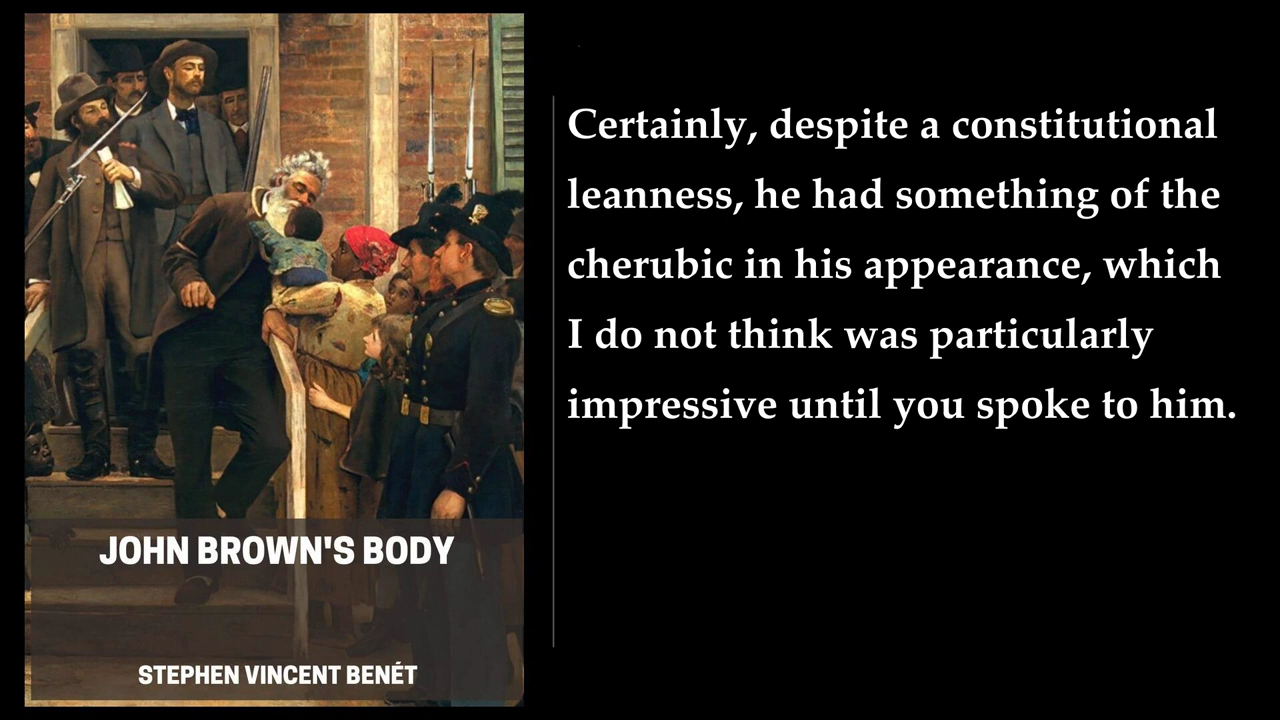 JOHN BROWN'S BODY
STEPHEN VINCENT BENÉT
Certainly, despite a constitutional
leanness, he had something of the
cherubic in his appearance, which
I do not think was particularly
impressive until you spoke to him.